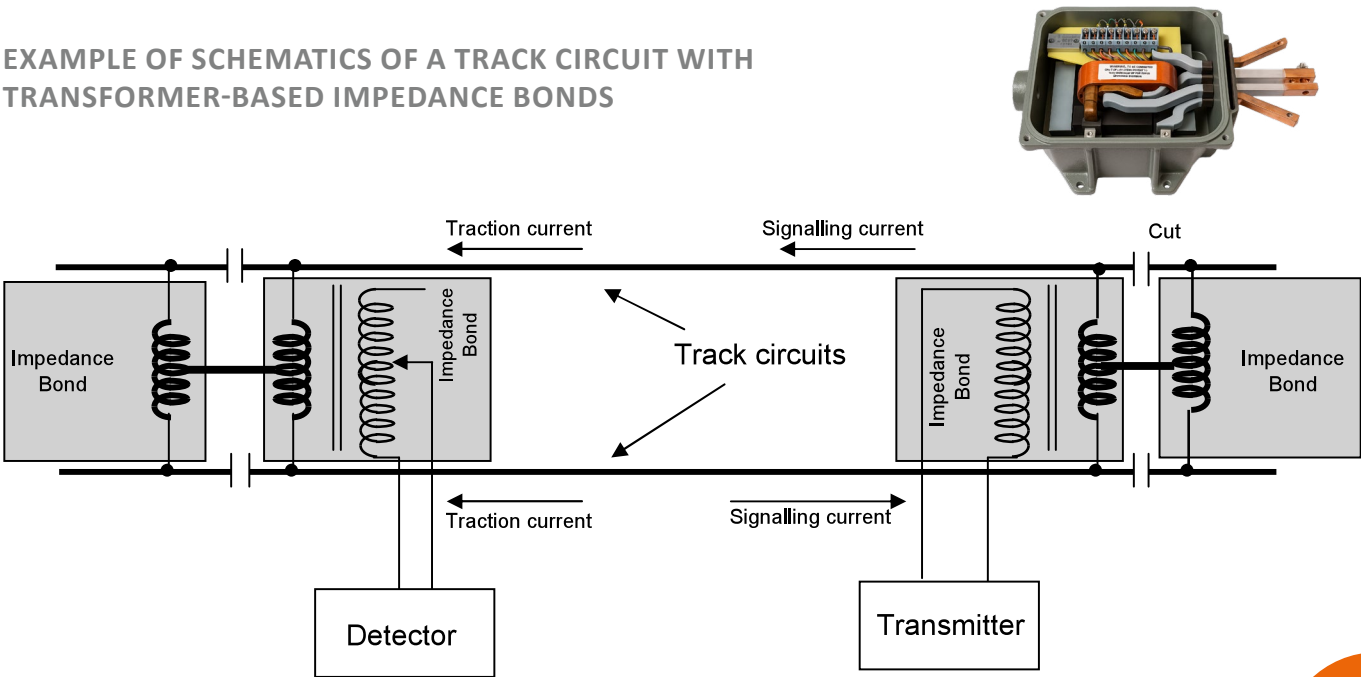 EXAMPLE OF SCHEMATICS OF A TRACK CIRCUIT WITH
TRANSFORMER-BASED IMPEDANCE BONDS
Traction current
Signalling current
Cut
Impedance
Bond
Impedance
Bond
Track circuits
Impedance
Bond
Impedance
Bond
Traction current
Signalling current
Detector
Transmitter